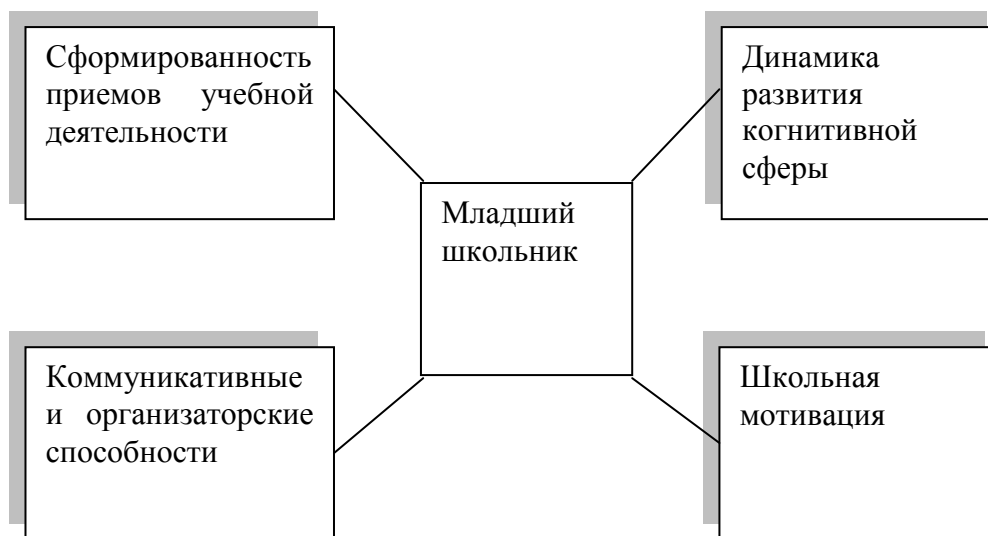 Сформированность
приемов учебной
деятельности
Динамика
развития
когнитивной
сферы
Младший
школьник
Коммуникативные
и организаторские
способности
Школьная
мотивация